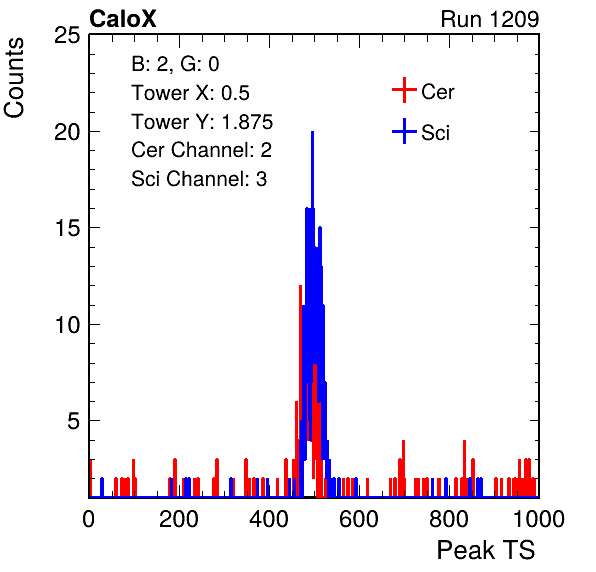 CaloX Run 1209
Counts
25
20
15
10
5
B: 2, G: 0
Tower X: 0.5
Tower Y: 1.875
Cer Channel: 2
Sci Channel: 3
Cer
Sci
0 200 400 600 800 1000
Peak TS